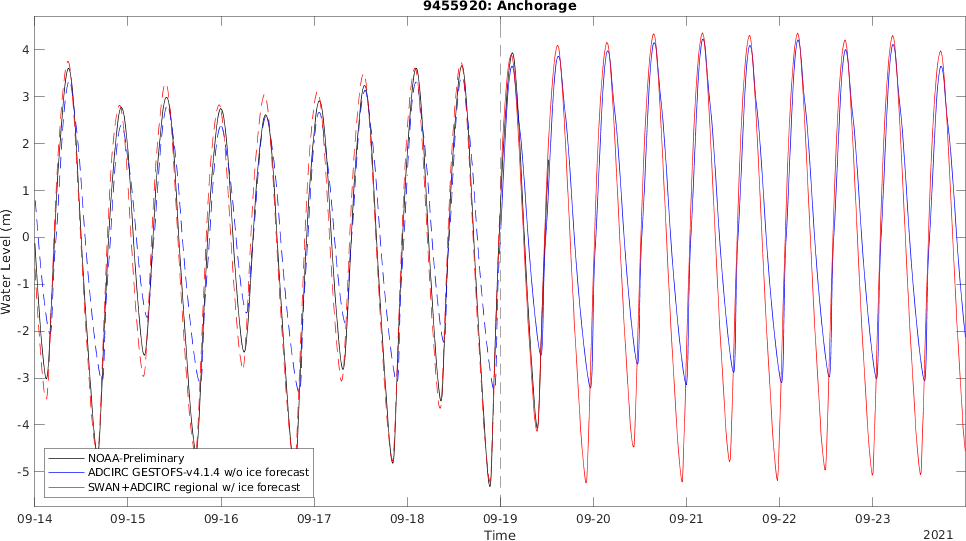 9455920: Anchorage
4
3
2
1
0
-1
-2
-3
-4
-5
Water Level (m)
NOAA-Preliminary
ADCIRC GESTOFS-v4.1.4 w/o ice forecast
SWAN+ADCIRC regional w/ ice forecast
09-14 09-15 09-16 09-17 09-18 09-19 09-20 09-21 09-22 09-23
Time
2021